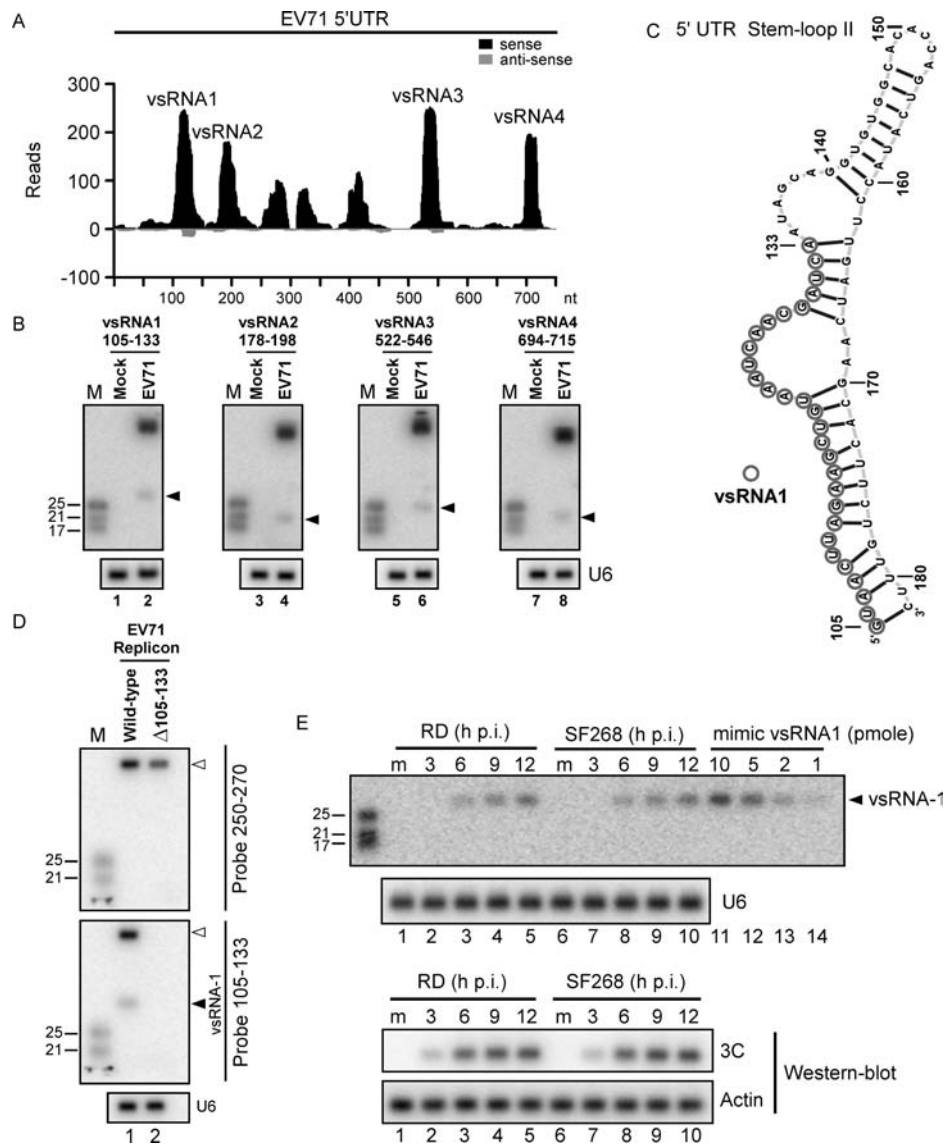 A
EV71 5'UTR
sense
anti-sense
Reads
300
200
100
0
-100
vsRNA1
vsRNA2
vsRNA3
vsRNA4
100 200 300 400 500 600 700 nt
B
vsRNA1 105-133
vsRNA2 178-198
vsRNA3 522-546
vsRNA4 694-715
M Mock EV71
M Mock EV71
M Mock EV71
M Mock EV71
25
21
17
U6
1 2 3 4 5 6 7 8
C 5' UTR Stem-loop II
150
140
160
133
170
vsRNA1
180
105
5'
3'
GUAACUUAGAAGCUGUAAAUCAACGAUCA
D
EV71
Replicon
M Wild-type Δ105-133
25
21
Probe 250-270
25
21
vsRNA-1
Probe 105-133
U6
1 2
E
RD (h p.i.) SF268 (h p.i.) mimic vsRNA1 (pmole)
m 3 6 9 12 m 3 6 9 12 10 5 2 1
25
21
17
vsRNA-1
U6
1 2 3 4 5 6 7 8 9 10 11 12 13 14
RD (h p.i.) SF268 (h p.i.)
m 3 6 9 12 m 3 6 9 12
3C
Actin
Western-blot
1 2 3 4 5 6 7 8 9 10